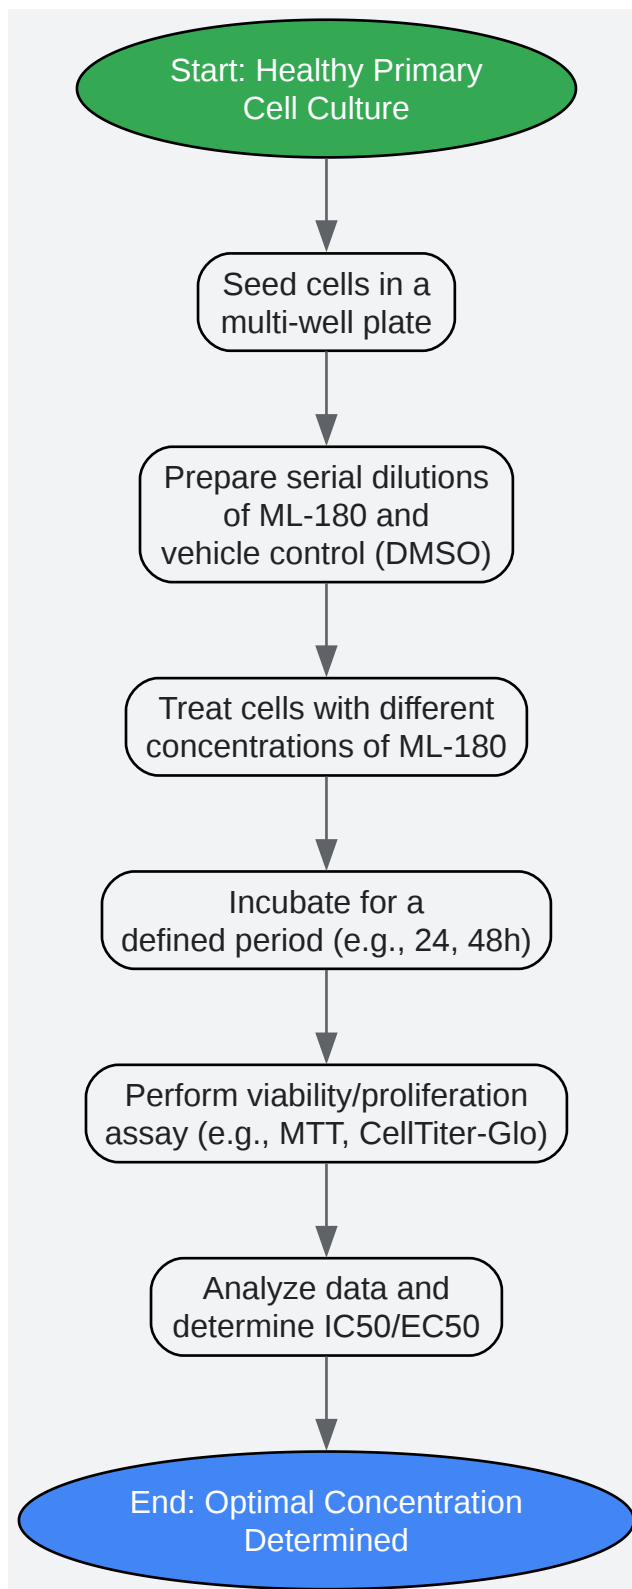 Start: Healthy Primary
Cell Culture
Seed cells in a
multi-well plate
Prepare serial dilutions
of ML-180 and
vehicle control (DMSO)
Treat cells with different
concentrations of ML-180
Incubate for a
defined period (e.g., 24, 48h)
Perform viability/proliferation
assay (e.g., MTT, CellTiter-Glo)
Analyze data and
determine IC50/EC50
End: Optimal Concentration
Determined